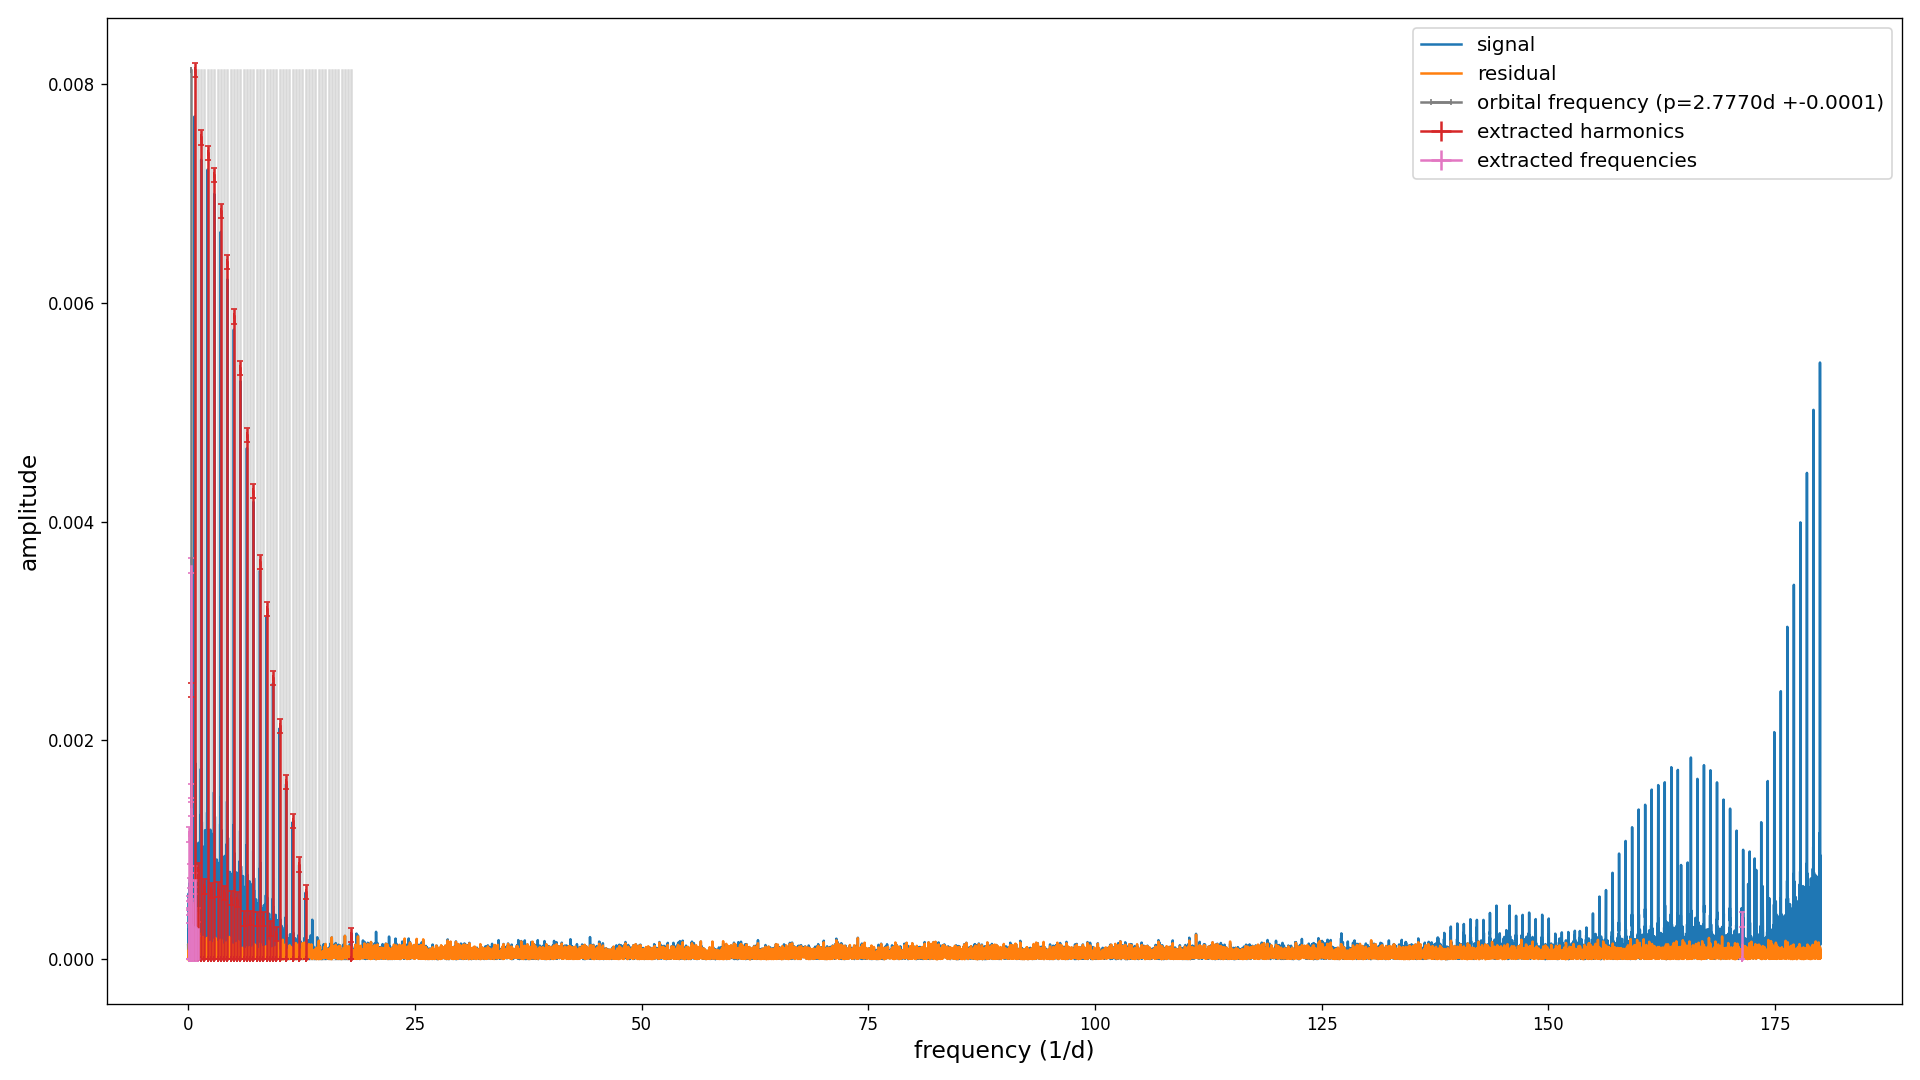 signal
residual
orbital frequency (p=2.7770d +-0.0001)
extracted harmonics
extracted frequencies
0.008
0.006
0.004
0.002
0.000
amplitude
0 25 50 75 100 125 150 175
frequency (1/d)